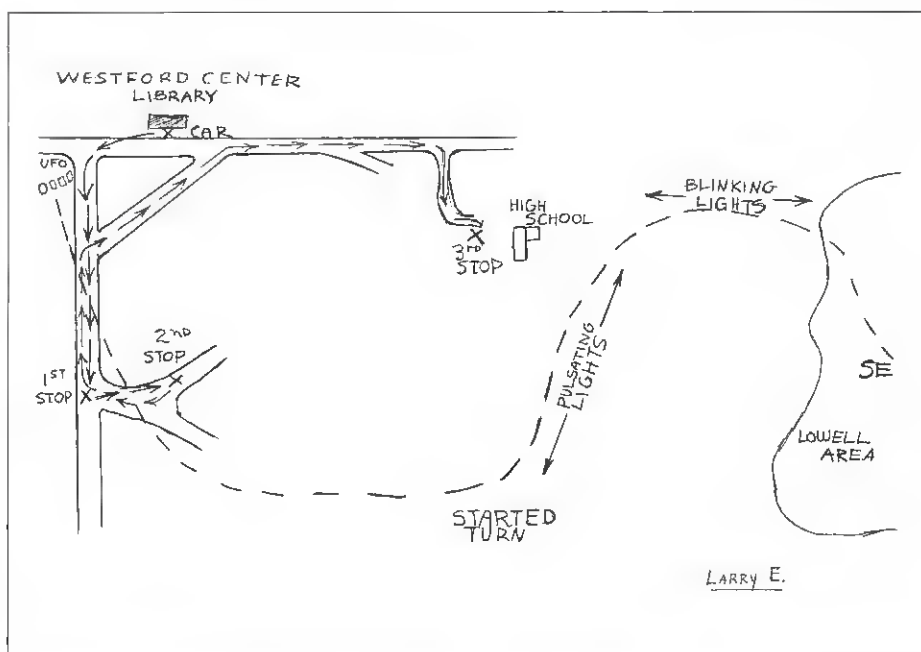 WESTFORD CENTER
LIBRARY
X CAR
UFO
BLINKING
LIGHTS
HIGH
SCHOOL
X
3RD
STOP
2ND
STOP
X
1ST
STOP X
PULSATING
LIGHTS
SE
LOWELL
AREA
STARTED
TURN
LARRY E.